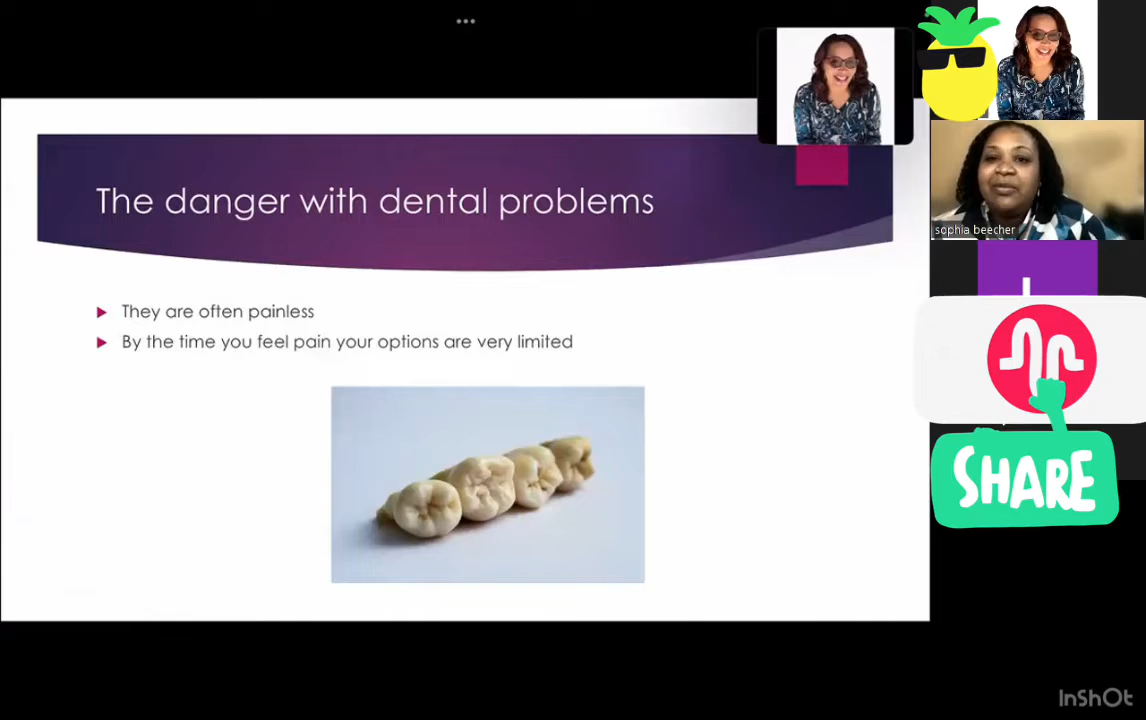 The danger with dental problems
They are often painless
By the time you feel pain your options are very limited
sophia beecher
L
SHARE
InShOt